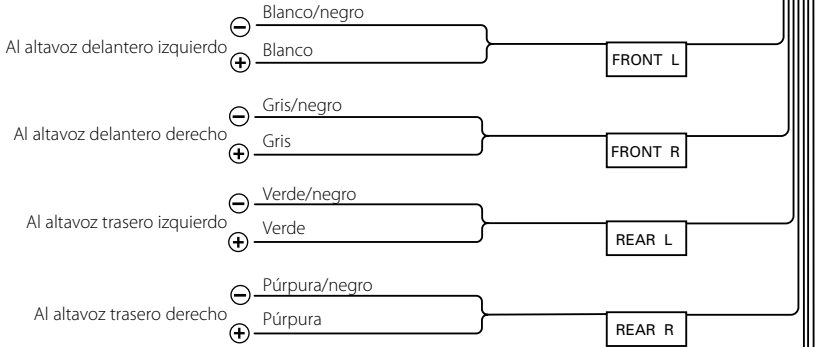 Blanco/negro
Al altavoz delantero izquierdo
Blanco
FRONT L
Gris/negro
Al altavoz delantero derecho
Gris
FRONT R
Verde/negro
Al altavoz trasero izquierdo
Verde
REAR L
Púrpura/negro
Al altavoz trasero derecho
Púrpura
REAR R